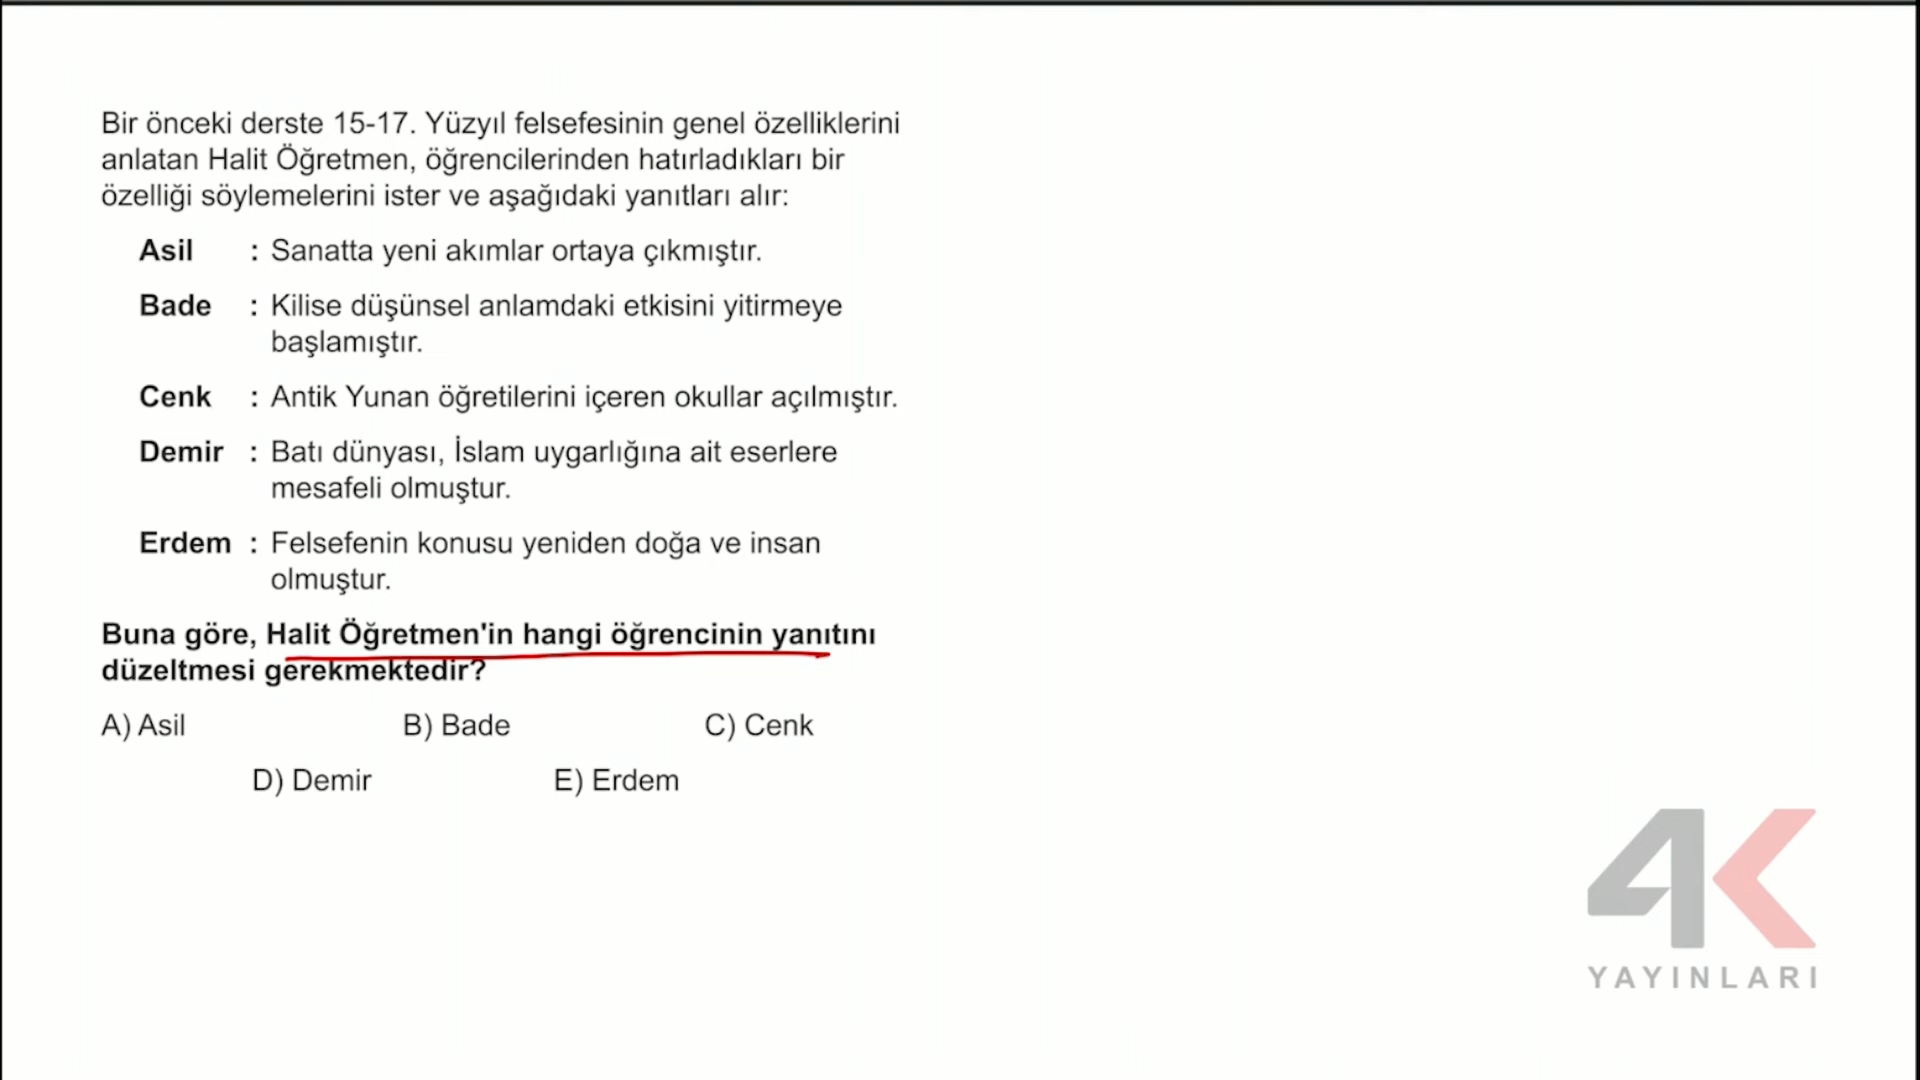 Bir önceki derste 15-17. Yüzyıl felsefesinin genel özelliklerini
anlatan Halit Öğretmen, öğrencilerinden hatırladıkları bir
özelliği söylemelerini ister ve aşağıdaki yanıtları alır:
Asil : Sanatta yeni akımlar ortaya çıkmıştır.
Bade : Kilise düşünsel anlamdaki etkisini yitirmeye
başlamıştır.
Cenk : Antik Yunan öğretilerini içeren okullar açılmıştır.
Demir : Batı dünyası, İslam uygarlığına ait eserlere
mesafeli olmuştur.
Erdem : Felsefenin konusu yeniden doğa ve insan
olmuştur.
Buna göre, Halit Öğretmen'in hangi öğrencinin yanıtını
düzeltmesi gerekmektedir?
A) Asil B) Bade C) Cenk
D) Demir E) Erdem
4K
YAYINLARI